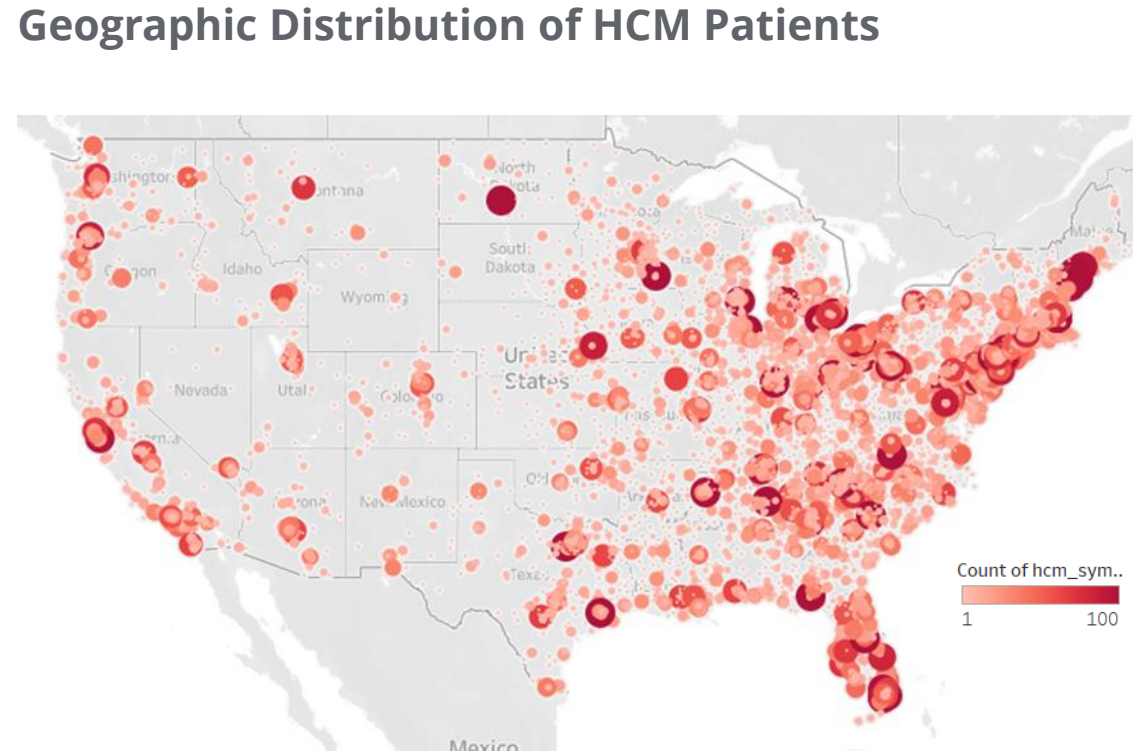 Geographic Distribution of HCM Patients
North
Dakota
South
Dakota
Idaho
Wyoming
United
States
Nevada
Utah
Colo
New Mexico
Texas
Mexico
Count of hcm_sym..
1
100